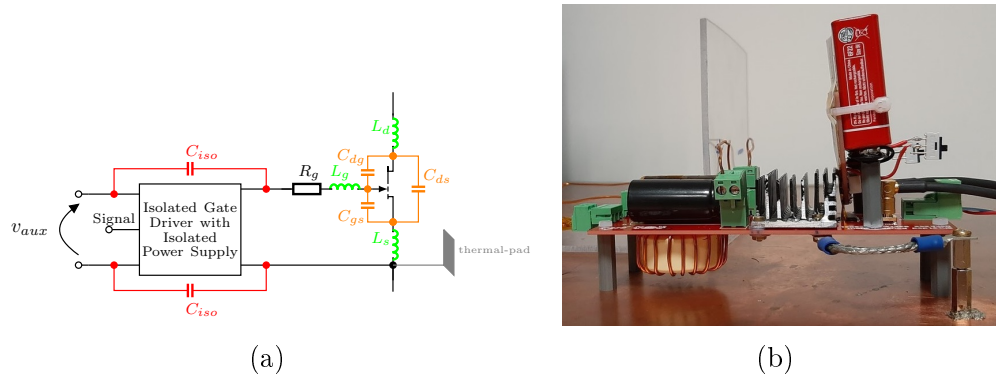 L_d
C_iso
C_dg
R_g
L_g
C_ds
C_gs
Signal
v_aux
Isolated Gate
Driver with
Isolated
Power Supply
L_s
thermal-pad
C_iso
(a)
(b)